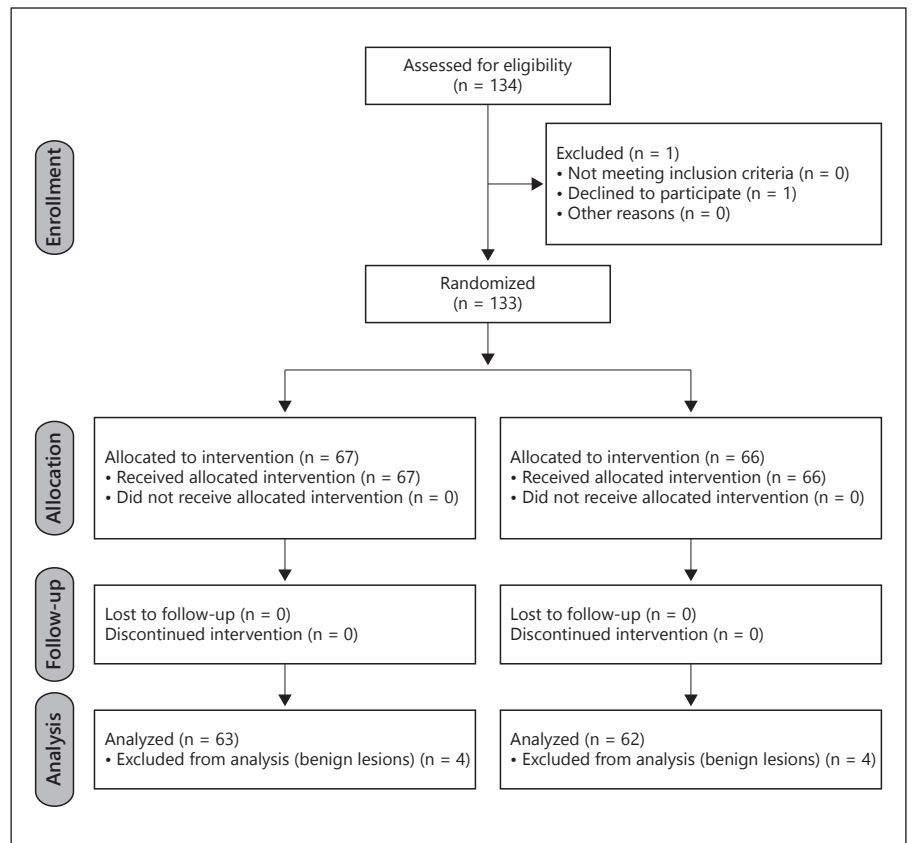 Assessed for eligibility
(n = 134)
Enrollment
Excluded (n = 1)
• Not meeting inclusion criteria (n = 0)
• Declined to participate (n = 1)
• Other reasons (n = 0)
Randomized
(n = 133)
Allocation
Allocated to intervention (n = 67)
• Received allocated intervention (n = 67)
• Did not receive allocated intervention (n = 0)
Allocated to intervention (n = 66)
• Received allocated intervention (n = 66)
• Did not receive allocated intervention (n = 0)
Follow-up
Lost to follow-up (n = 0)
Discontinued intervention (n = 0)
Lost to follow-up (n = 0)
Discontinued intervention (n = 0)
Analysis
Analyzed (n = 63)
• Excluded from analysis (benign lesions) (n = 4)
Analyzed (n = 62)
• Excluded from analysis (benign lesions) (n = 4)